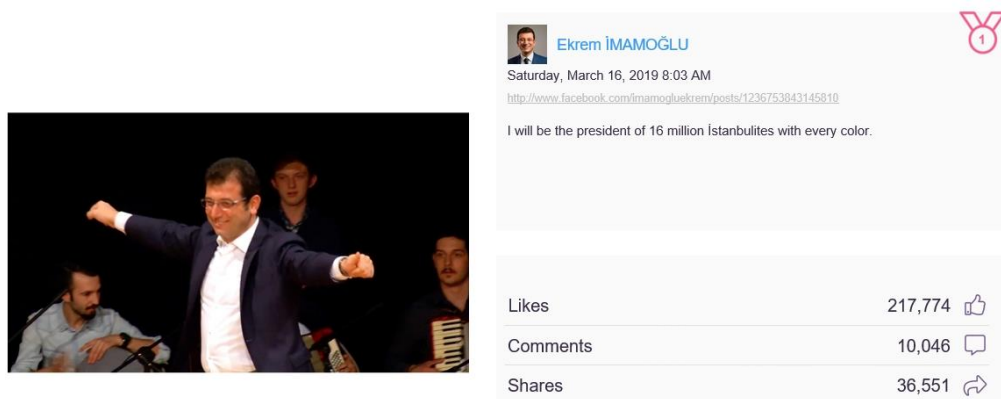 Ekrem İMAMOĞLU
1
Saturday, March 16, 2019 8:03 AM
http://www.facebook.com/imamogluekrem/posts/1236753843145810
I will be the president of 16 million İstanbulites with every color.
Likes 217,774
Comments 10,046
Shares 36,551